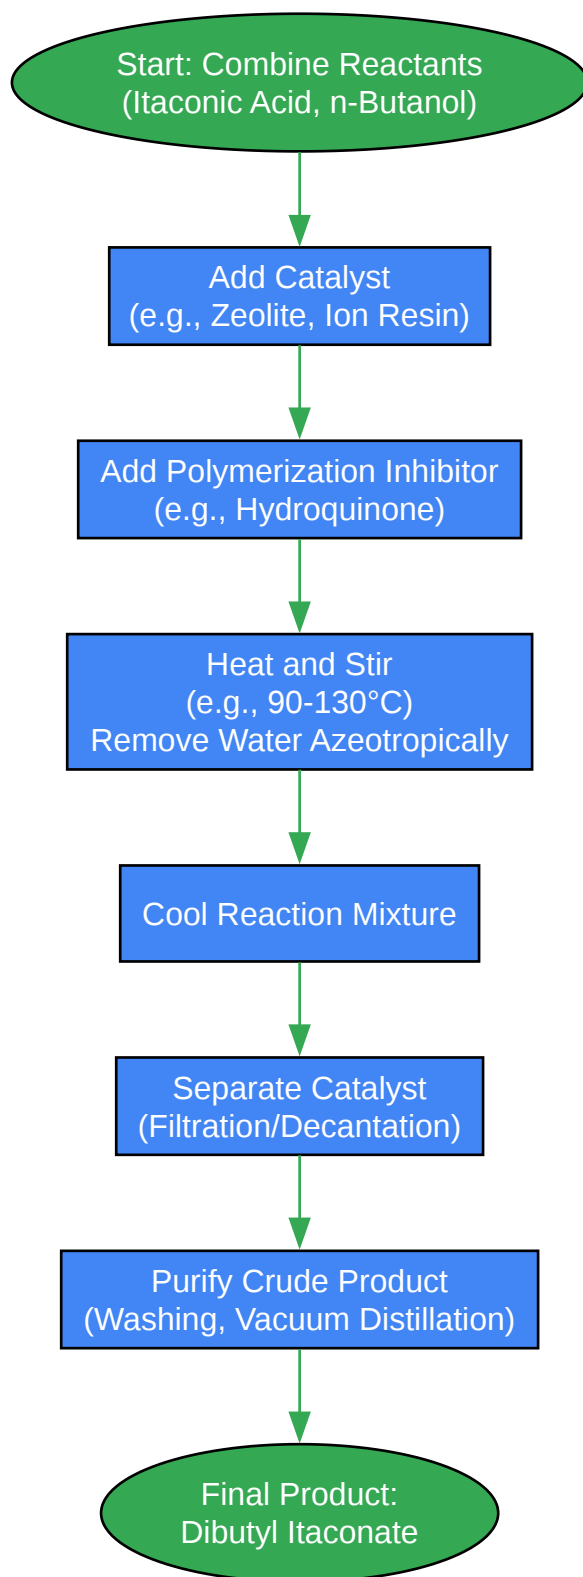 Start: Combine Reactants
(Itaconic Acid, n-Butanol)
Add Catalyst
(e.g., Zeolite, Ion Resin)
Add Polymerization Inhibitor
(e.g., Hydroquinone)
Heat and Stir
(e.g., 90-130°C)
Remove Water Azeotropically
Cool Reaction Mixture
Separate Catalyst
(Filtration/Decantation)
Purify Crude Product
(Washing, Vacuum Distillation)
Final Product:
Dibutyl Itaconate